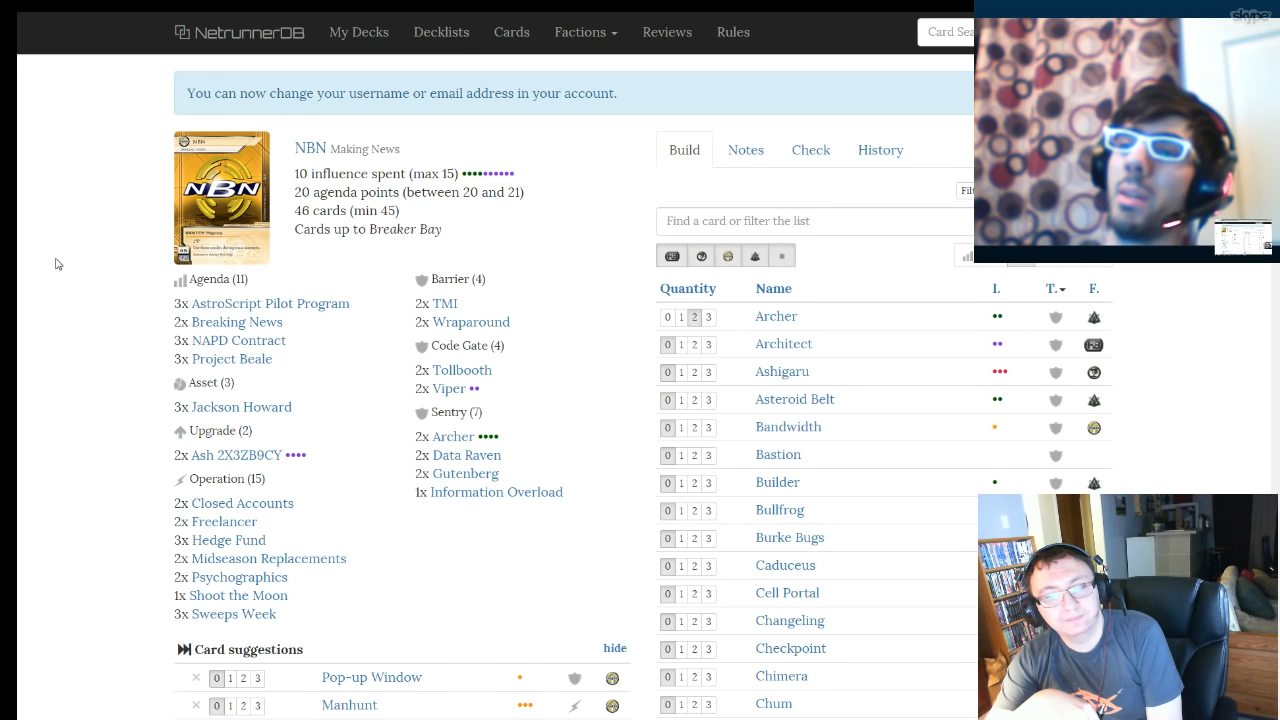 NetrunnerDB My Decks Decklists Cards Reviews Rules
skype
You can now change your username or email address in your account.
NBN
NBN Making News
10 influence spent (max 15)
20 agenda points (between 20 and 21)
46 cards (min 45)
Cards up to Breaker Bay
Agenda (11)
3x AstroScript Pilot Program
2x Breaking News
3x NAPD Contract
3x Project Beale
Asset (3)
3x Jackson Howard
Upgrade (2)
2x Ash 2X3ZB9CY
Operation (15)
2x Closed Accounts
2x Freelancer
3x Hedge Fund
2x Midseason Replacements
2x Psychographics
1x Shoot the Moon
3x Sweeps Week
Barrier (4)
2x TMI
2x Wraparound
Code Gate (4)
2x Tollbooth
2x Viper
Sentry (7)
2x Archer
2x Data Raven
2x Gutenberg
1x Information Overload
Card suggestions hide
0 1 2 3 Pop-up Window
0 1 2 3 Manhunt
Build Notes Check History
Find a card or filter the list
Quantity Name I. T. F.
0 1 2 3 Archer
0 1 2 3 Architect
0 1 2 3 Ashigaru
0 1 2 3 Asteroid Belt
0 1 2 3 Bandwidth
0 1 2 3 Bastion
0 1 2 3 Builder
0 1 2 3 Bullfrog
0 1 2 3 Burke Bugs
0 1 2 3 Caduceus
0 1 2 3 Cell Portal
0 1 2 3 Changeling
0 1 2 3 Checkpoint
0 1 2 3 Chimera
0 1 2 3 Chum